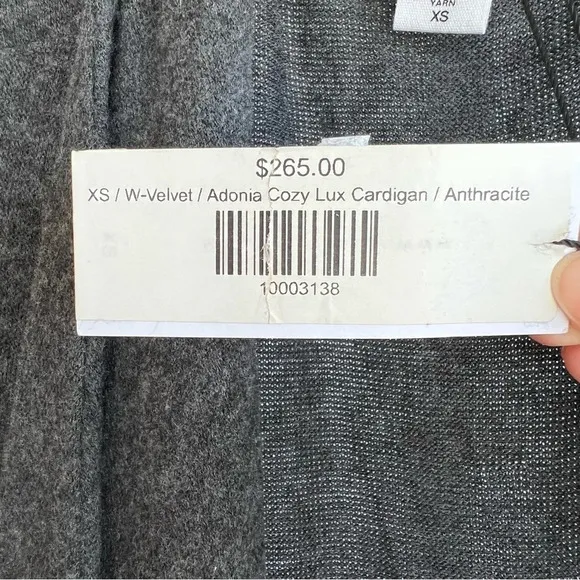 YARN
XS
$265.00
XS / W-Velvet / Adonia Cozy Lux Cardigan / Anthracite
10003138